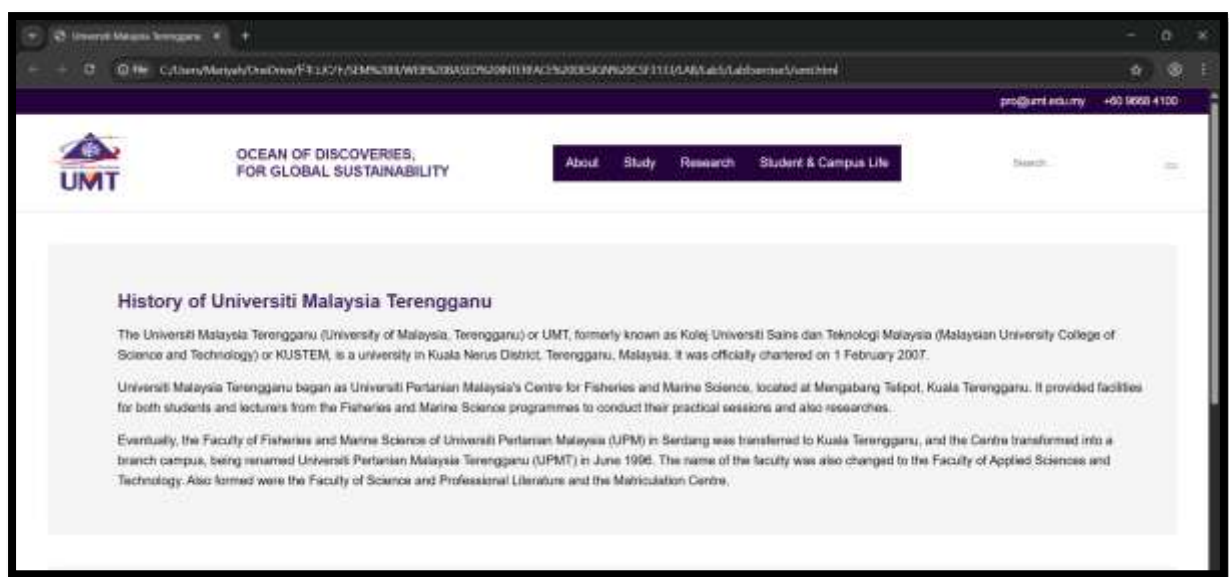 Universiti Malaysia Terengganu
pro@umt.edu.my +60 9668 4100
UMT
OCEAN OF DISCOVERIES,
FOR GLOBAL SUSTAINABILITY
About Study Research Student & Campus Life
Search...
History of Universiti Malaysia Terengganu
The Universiti Malaysia Terengganu (University of Malaysia, Terengganu) or UMT, formerly known as Kolej Universiti Sains dan Teknologi Malaysia (Malaysian University College of
Science and Technology) or KUSTEM, is a university in Kuala Nerus District, Terengganu, Malaysia. It was officially chartered on 1 February 2007.
Universiti Malaysia Terengganu began as Universiti Pertanian Malaysia's Centre for Fisheries and Marine Science, located at Mengabang Telipot, Kuala Terengganu. It provided facilities
for both students and lecturers from the Fisheries and Marine Science programmes to conduct their practical sessions and also researches.
Eventually, the Faculty of Fisheries and Marine Science of Universiti Pertanian Malaysia (UPM) in Serdang was transferred to Kuala Terengganu, and the Centre transformed into a
branch campus, being renamed Universiti Pertanian Malaysia Terengganu (UPMT) in June 1996. The name of the faculty was also changed to the Faculty of Applied Sciences and
Technology. Also formed were the Faculty of Science and Professional Literature and the Matriculation Centre.